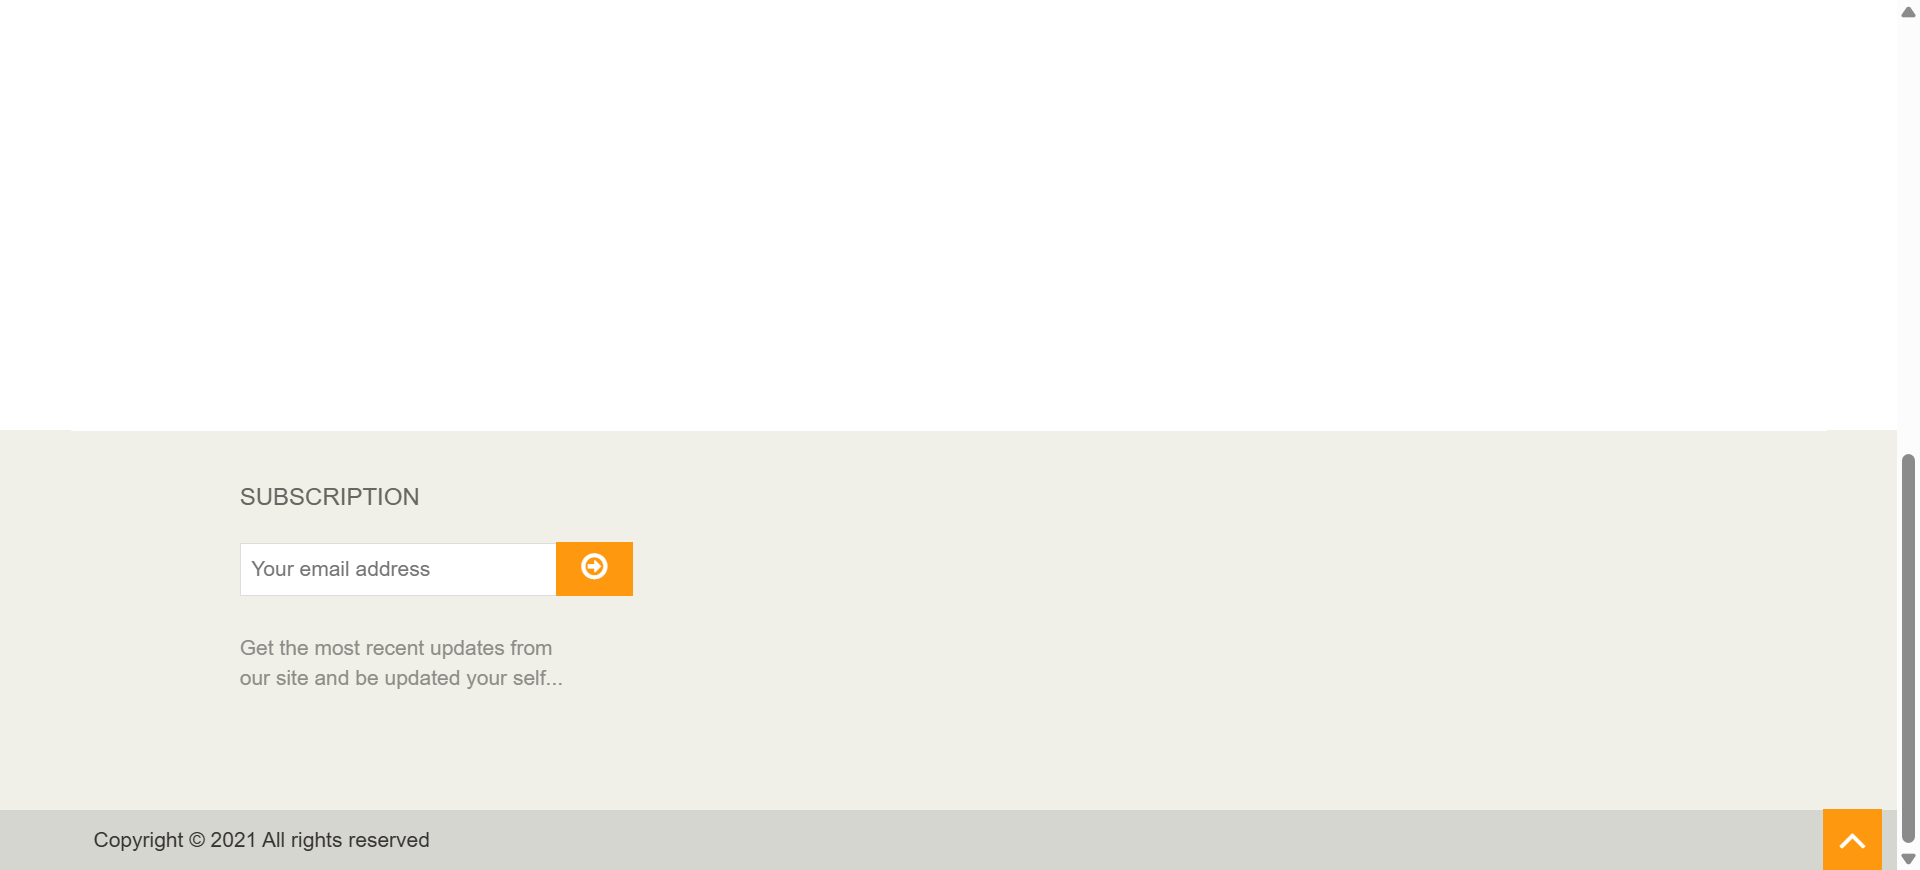 SUBSCRIPTION
Your email address
Get the most recent updates from
our site and be updated your self...
Copyright © 2021 All rights reserved